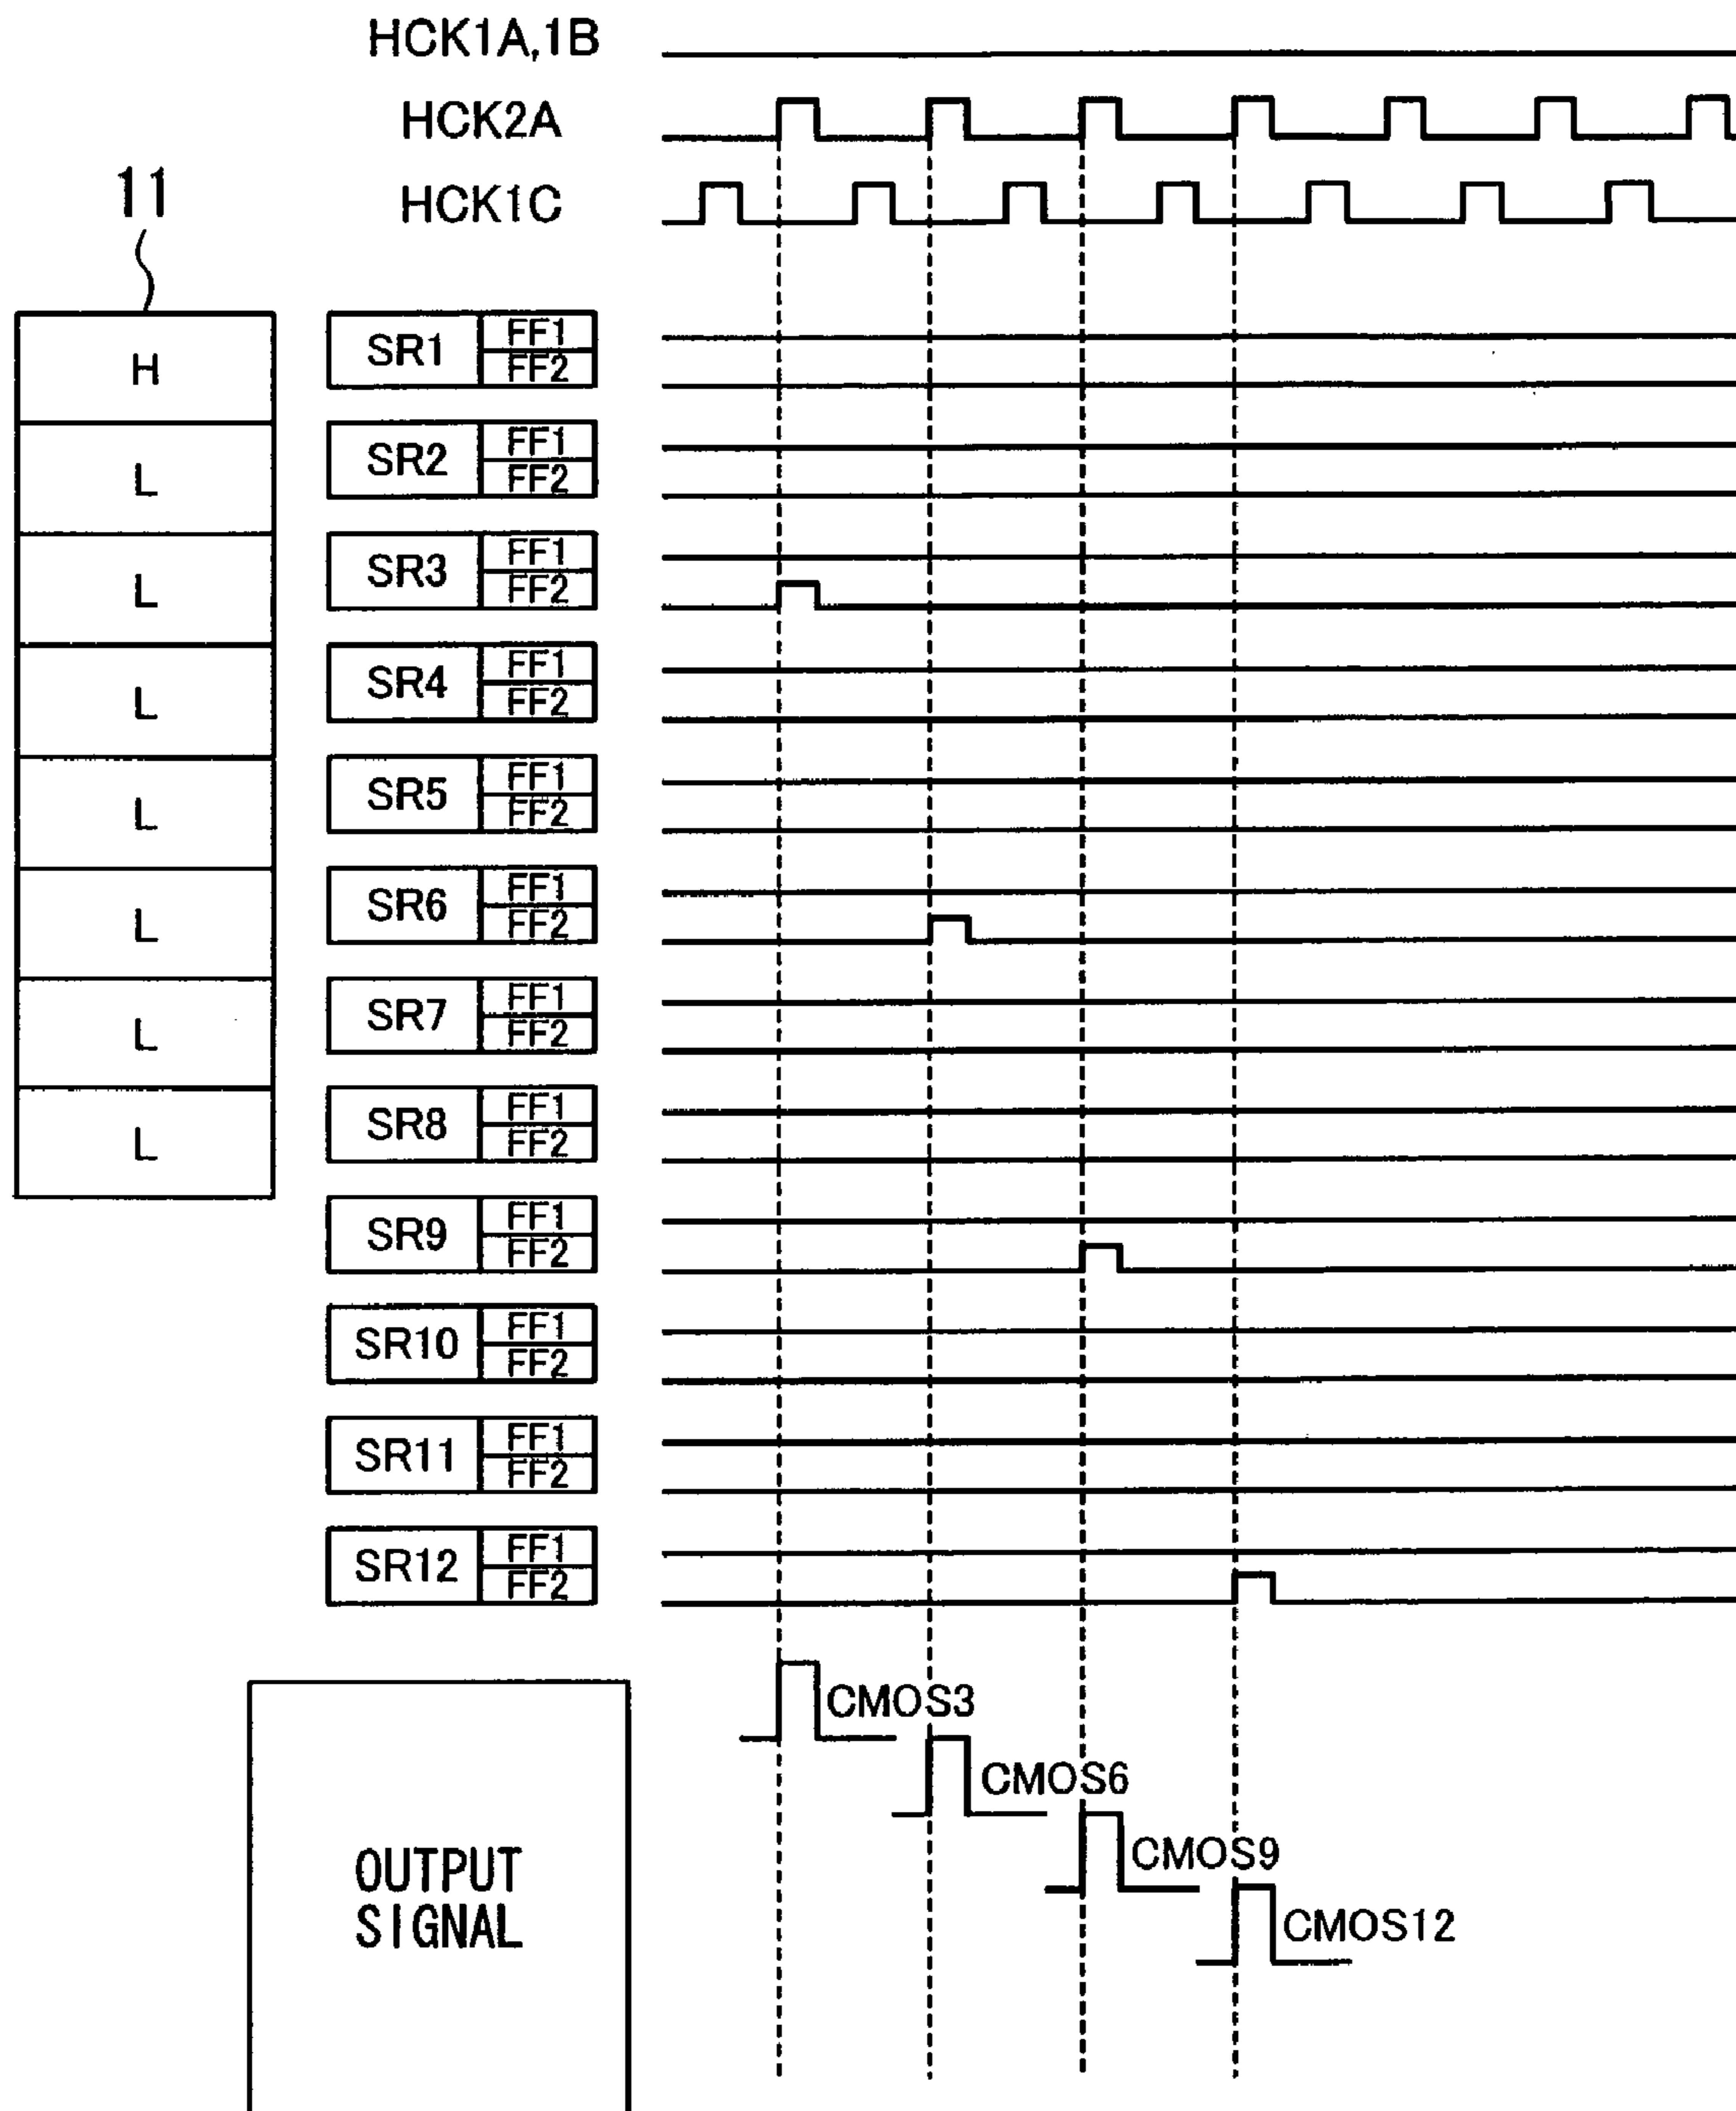 HCK1A,1B
HCK2A
HCK1C
11
H
L
L
L
L
L
L
L
SR1 FF1
FF2
SR2 FF1
FF2
SR3 FF1
FF2
SR4 FF1
FF2
SR5 FF1
FF2
SR6 FF1
FF2
SR7 FF1
FF2
SR8 FF1
FF2
SR9 FF1
FF2
SR10 FF1
FF2
SR11 FF1
FF2
SR12 FF1
FF2
CMOS3
CMOS6
CMOS9
CMOS12
OUTPUT
SIGNAL